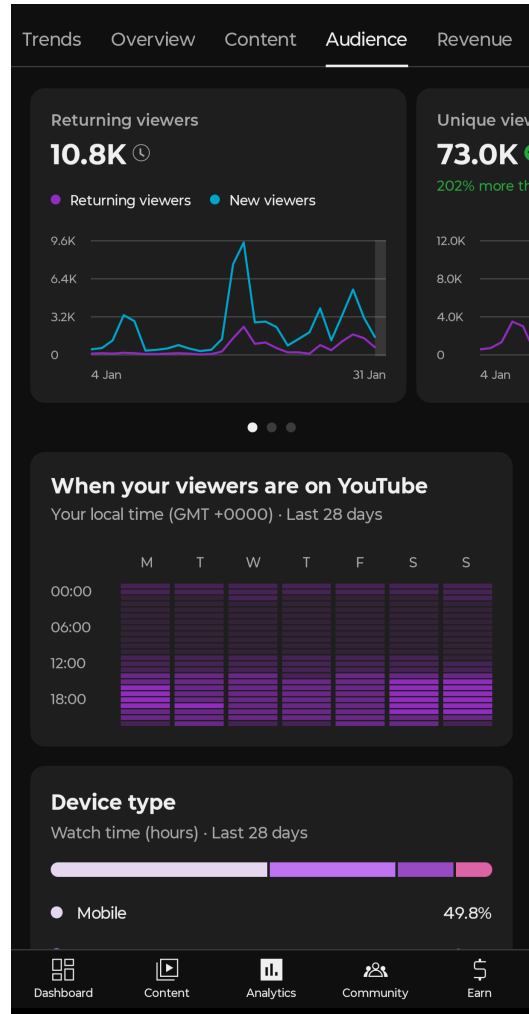 Trends Overview Content Audience Revenue
Returning viewers
10.8K
Returning viewers New viewers
9.6K
6.4K
3.2K
0
4 Jan 31 Jan
Unique
73.0K
202% more
12.0K
8.0K
4.0K
0
4 Jan
When your viewers are on YouTube
Your local time (GMT +0000) · Last 28 days
M T W T F S S
00:00
06:00
12:00
18:00
Device type
Watch time (hours) · Last 28 days
Mobile 49.8%
Dashboard Content Analytics Community Earn